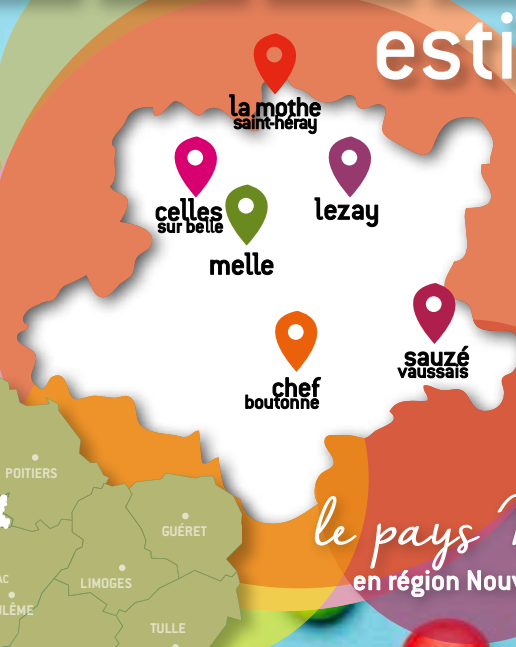 esti
la mothe
saint-héray
celles
sur belle
lezay
melle
sauzé
vaussais
chef
boutonne
POITIERS
GUÉRET
LIMOGES
TULLE
le pays
en région Nouv